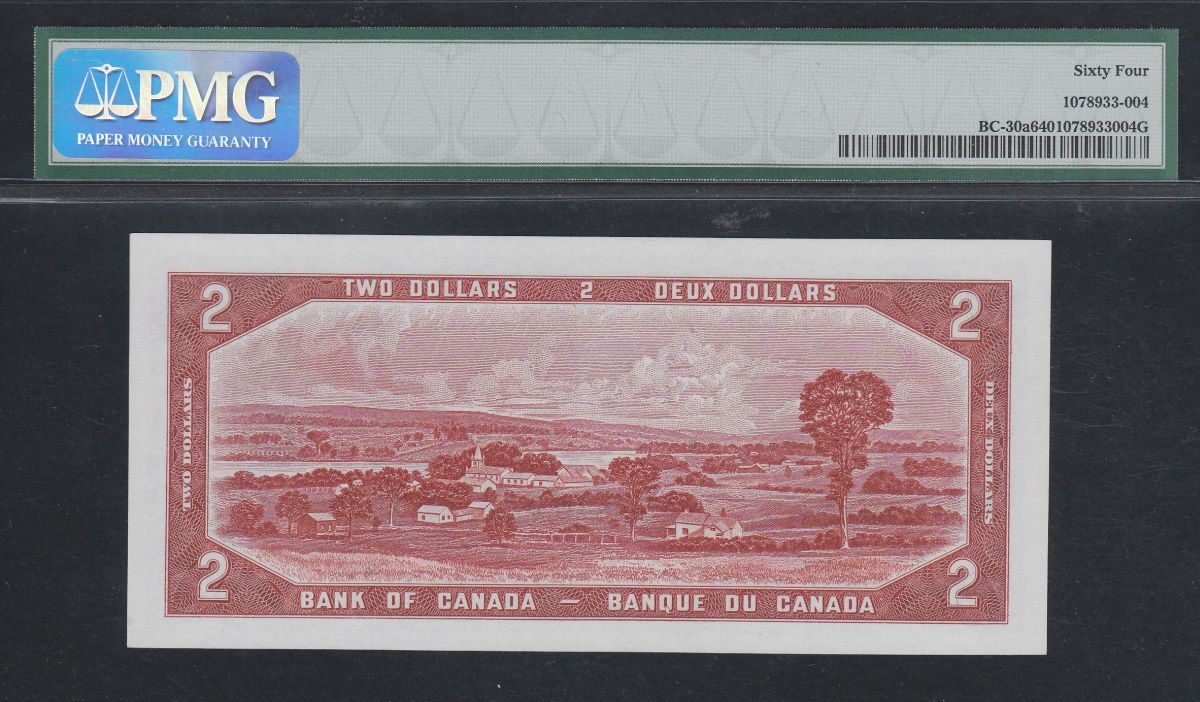 PMG
PAPER MONEY GUARANTY
Sixty Four
1078933-004
BC-30a6401078933004G
TWO DOLLARS 2 DEUX DOLLARS
2 2
TWO DOLLARS
DEUX DOLLARS
2 2
BANK OF CANADA — BANQUE DU CANADA